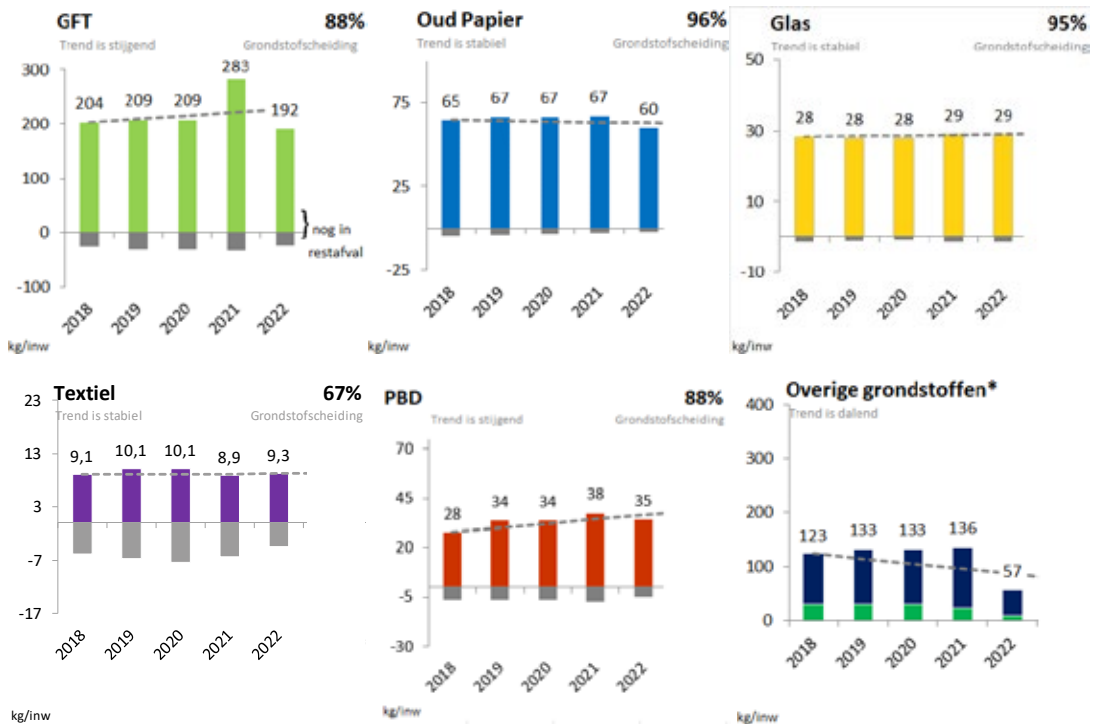 GFT 88%
Trend is stijgend Grondstofscheiding
300
200
100
0
-100
204 209 209 283 192
} nog in
restafval
2018 2019 2020 2021 2022
kg/inw
Oud Papier 96%
Trend is stabiel Grondstofscheiding
75
25
-25
65 67 67 67 60
2018 2019 2020 2021 2022
kg/inw
Glas 95%
Trend is stabiel Grondstofscheiding
50
30
10
-10
28 28 28 29 29
2018 2019 2020 2021 2022
kg/inw
Textiel 67%
Trend is stabiel Grondstofscheiding
23
13
3
-7
-17
9,1 10,1 10,1 8,9 9,3
2018 2019 2020 2021 2022
kg/inw
PBD 88%
Trend is stijgend Grondstofscheiding
70
45
20
-5
-30
28 34 34 38 35
2018 2019 2020 2021 2022
kg/inw
Overige grondstoffen*
Trend is dalend
400
300
200
100
0
123 133 133 136 57
2018 2019 2020 2021 2022
kg/inw